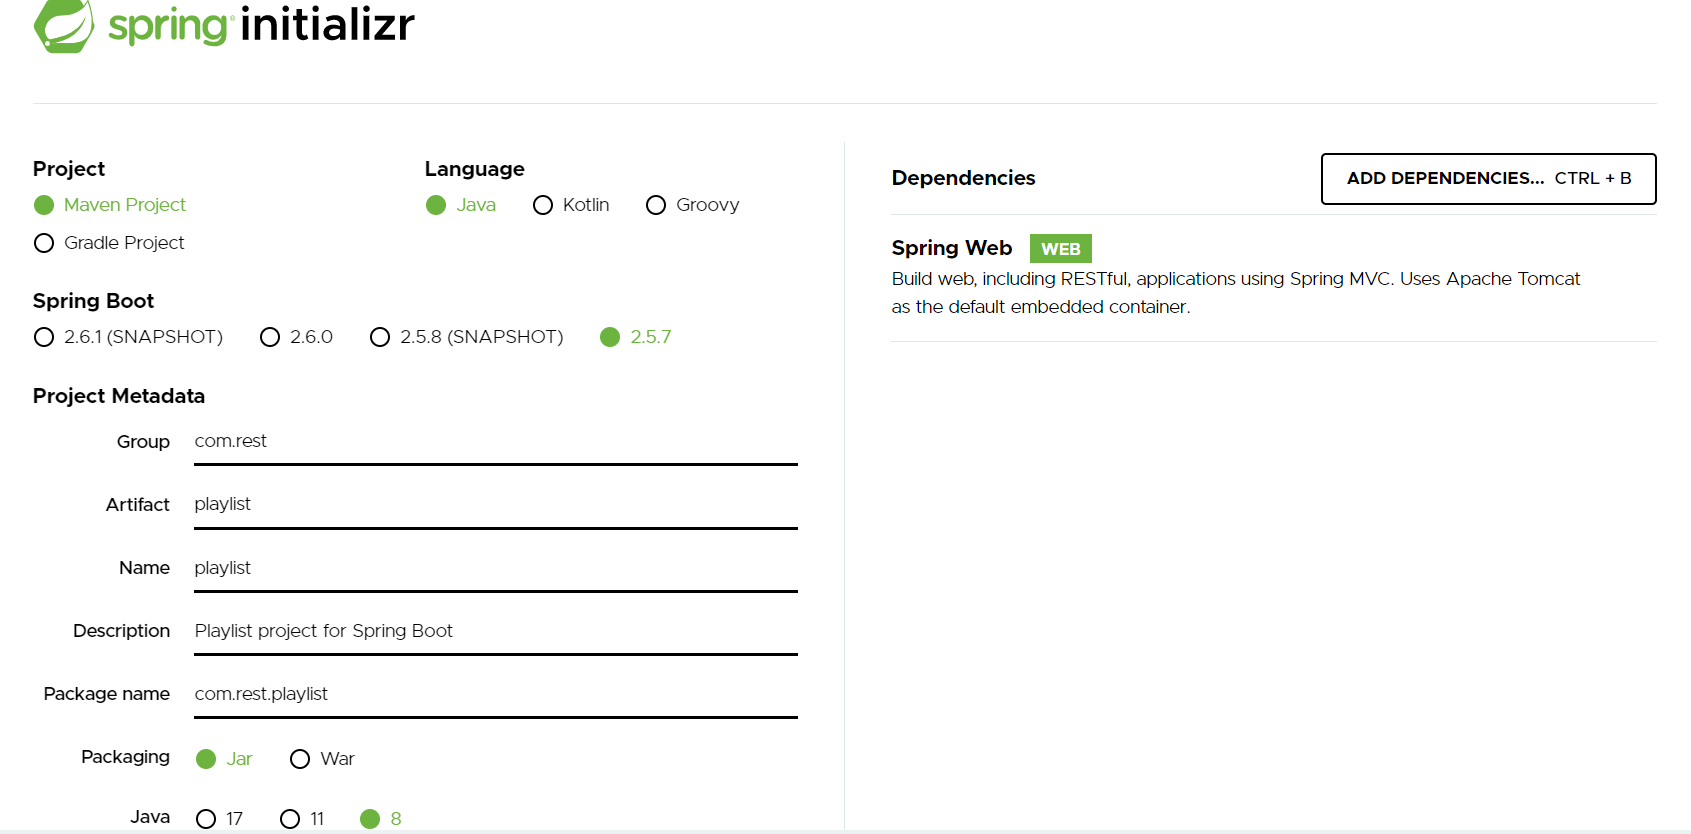 spring initializr
Project
Maven Project
Gradle Project
Language
Java Kotlin Groovy
Spring Boot
2.6.1 (SNAPSHOT) 2.6.0 2.5.8 (SNAPSHOT) 2.5.7
Project Metadata
Group com.rest
Artifact playlist
Name playlist
Description Playlist project for Spring Boot
Package name com.rest.playlist
Packaging Jar War
Java 17 11 8
Dependencies
ADD DEPENDENCIES... CTRL + B
Spring Web WEB
Build web, including RESTful, applications using Spring MVC. Uses Apache Tomcat
as the default embedded container.